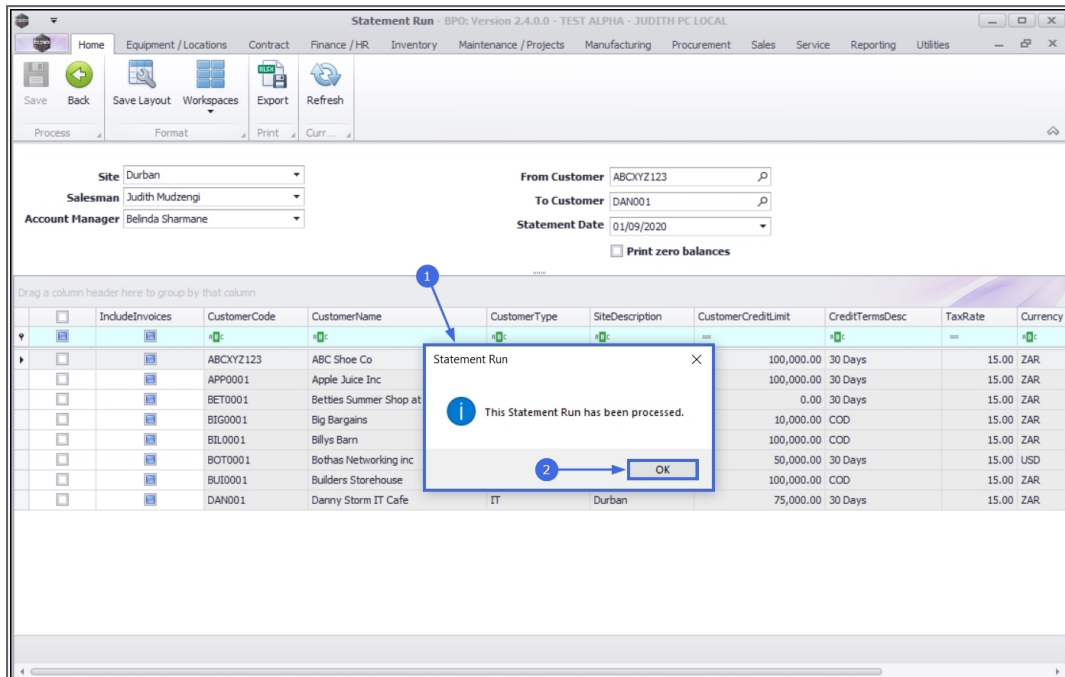 Statement Run - BPO: Version 2.4.0.0 - TEST ALPHA - JUDITH PC LOCAL
Home Equipment / Locations Contract Finance / HR Inventory Maintenance / Projects Manufacturing Procurement Sales Service Reporting Utilities
Save Back Save Layout Workspaces Export Refresh
Process Format Print Curr...
Site Durban
Salesman Judith Mudzengi
Account Manager Belinda Sharmane
From Customer ABCXYZ123
To Customer DAN001
Statement Date 01/09/2020
Print zero balances
1
Drag a column header here to group by that column
IncludeInvoices CustomerCode CustomerName CustomerType SiteDescription CustomerCreditLimit CreditTermsDesc TaxRate Currency
ABCXYZ123 ABC Shoe Co 100,000.00 30 Days 15.00 ZAR
APP0001 Apple Juice Inc 100,000.00 30 Days 15.00 ZAR
BET0001 Betties Summer Shop at 0.00 30 Days 15.00 ZAR
BIG0001 Big Bargains 10,000.00 COD 15.00 ZAR
BIL0001 Billys Barn 100,000.00 COD 15.00 ZAR
BOT0001 Bothas Networking inc 50,000.00 30 Days 15.00 USD
BUI0001 Builders Storehouse 100,000.00 COD 15.00 ZAR
DAN001 Danny Storm IT Cafe IT Durban 75,000.00 30 Days 15.00 ZAR
Statement Run
This Statement Run has been processed.
2
OK